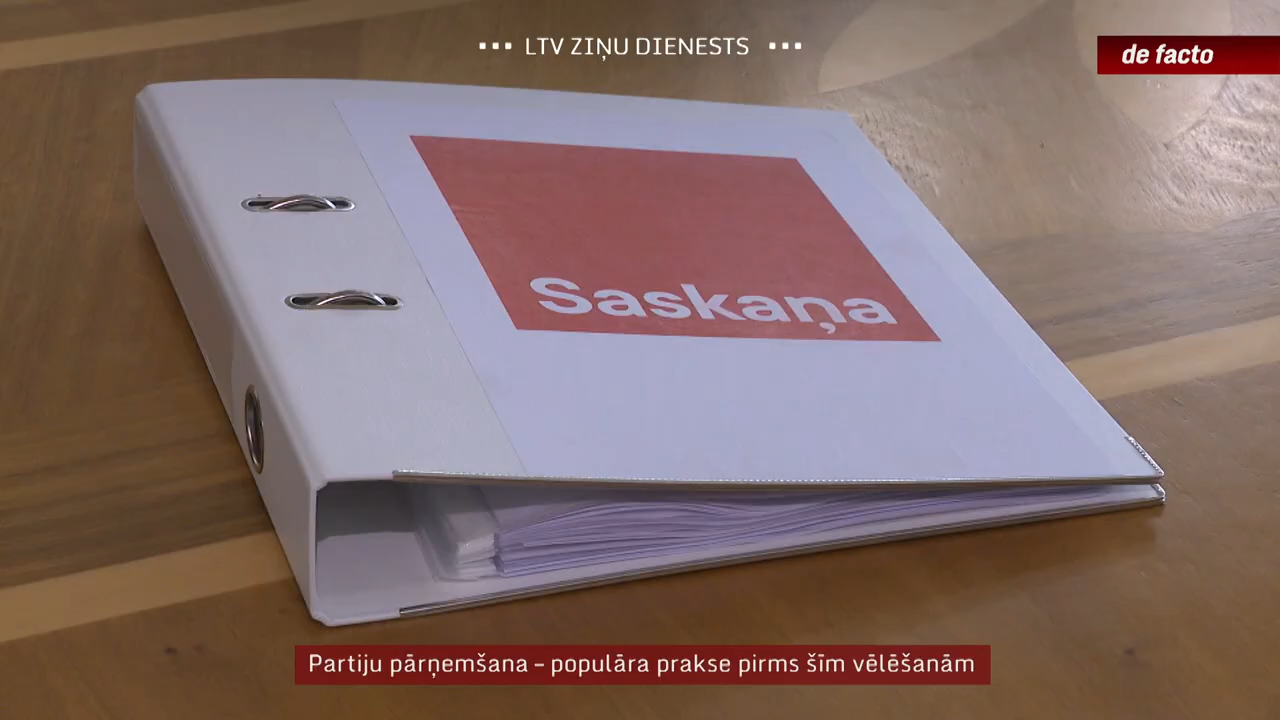 LTV ZIŅU DIENESTS
de facto
Saskaņa
Partiju pārņemšana – populāra prakse pirms šīm vēlēšanām